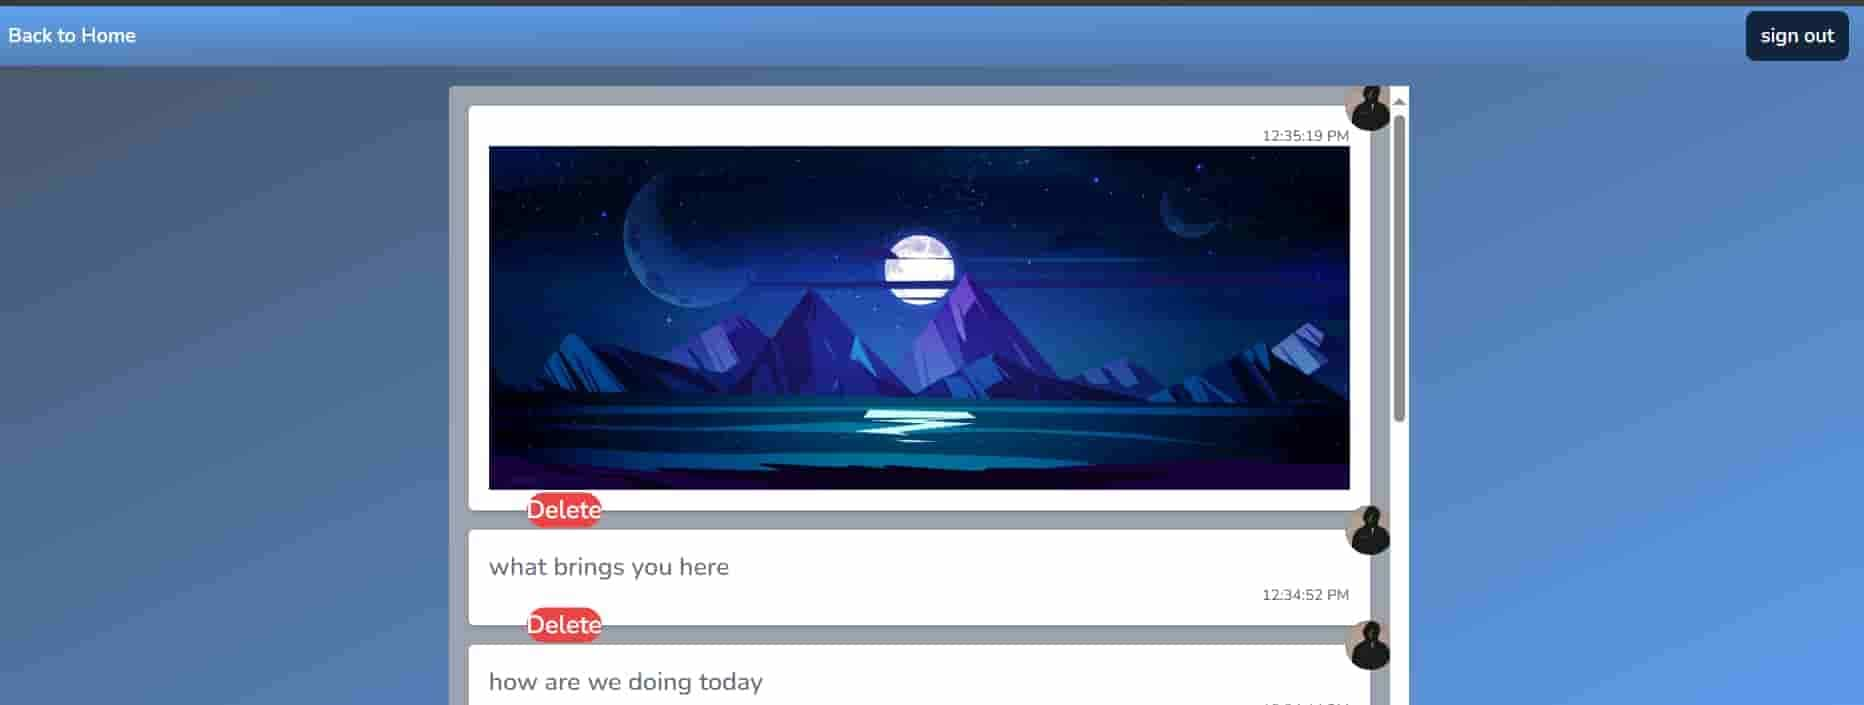 Back to Home
sign out
12:35:19 PM
Delete
what brings you here
12:34:52 PM
Delete
how are we doing today